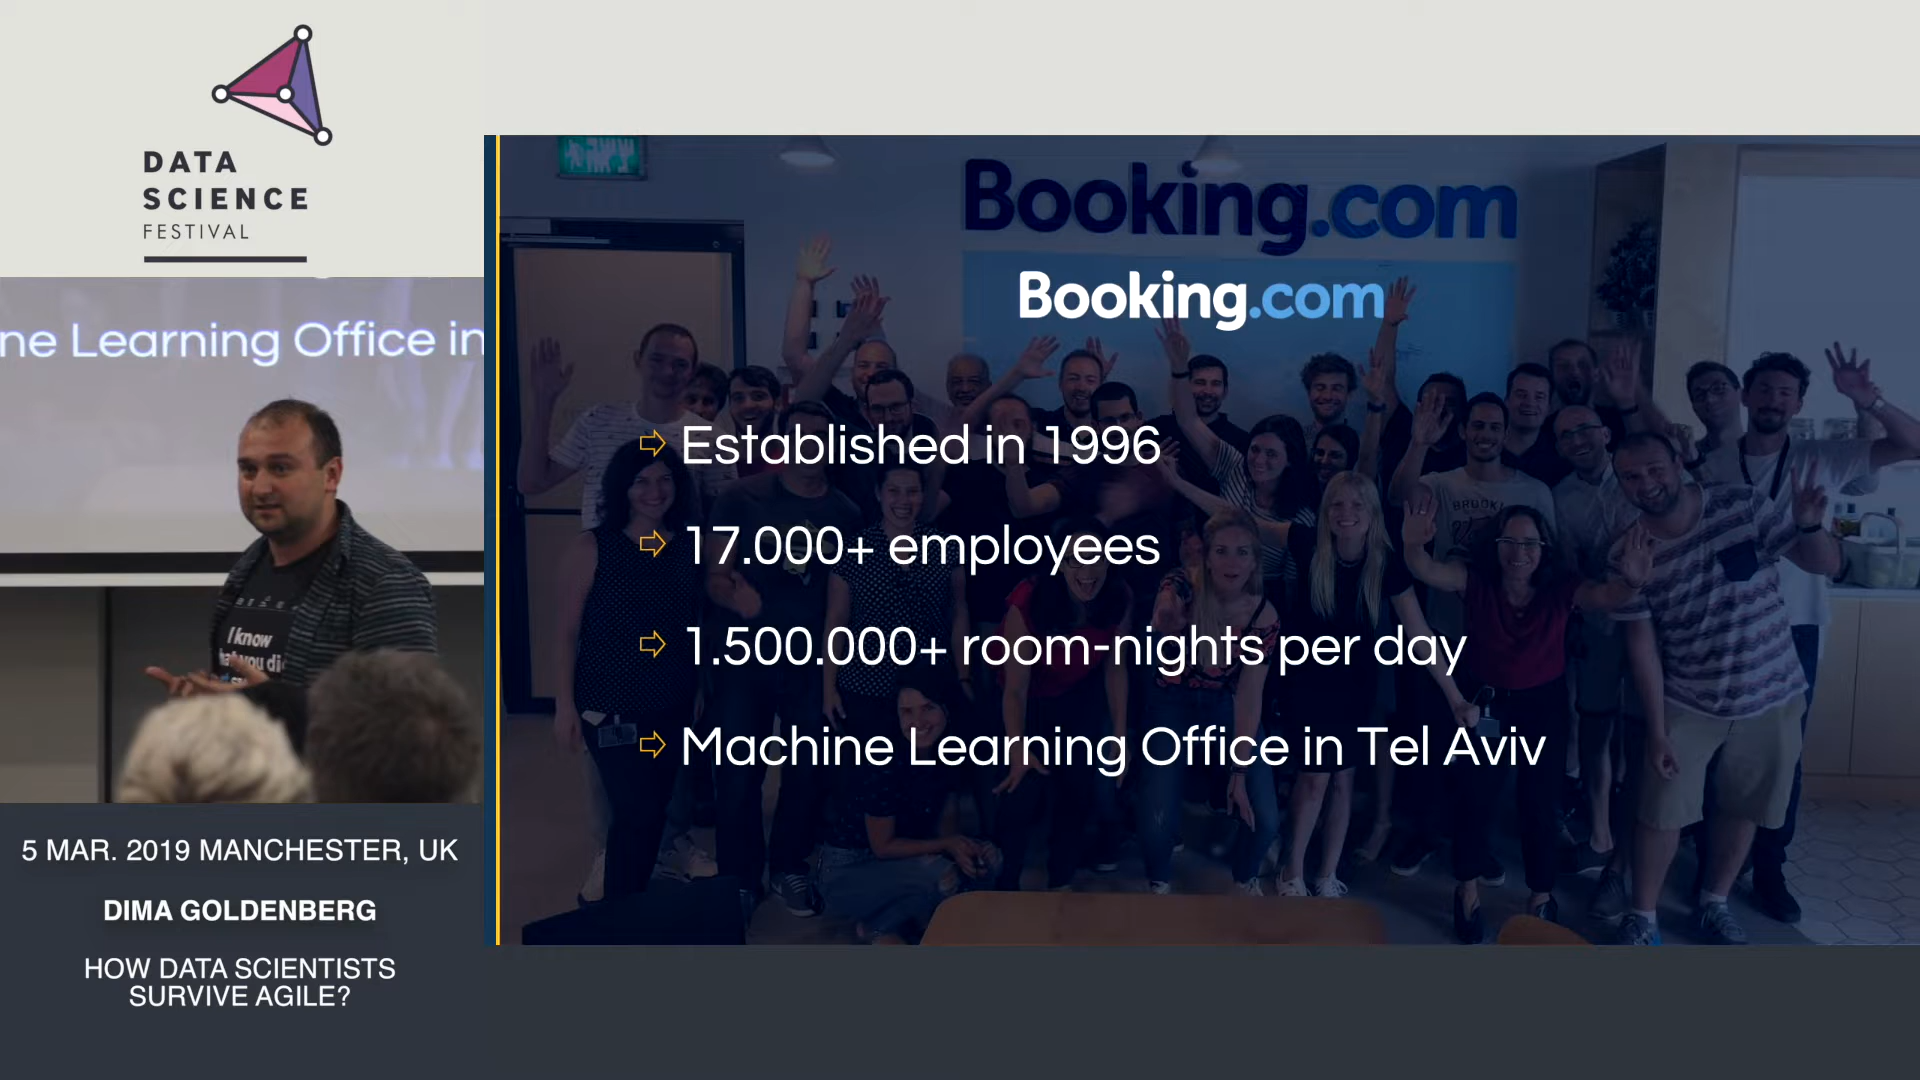 DATA
SCIENCE
FESTIVAL
ne Learning Office in
I know
you di
5 MAR. 2019 MANCHESTER, UK
DIMA GOLDENBERG
HOW DATA SCIENTISTS
SURVIVE AGILE?
Booking.com
Booking.com
Established in 1996
17.000+ employees
1.500.000+ room-nights per day
Machine Learning Office in Tel Aviv